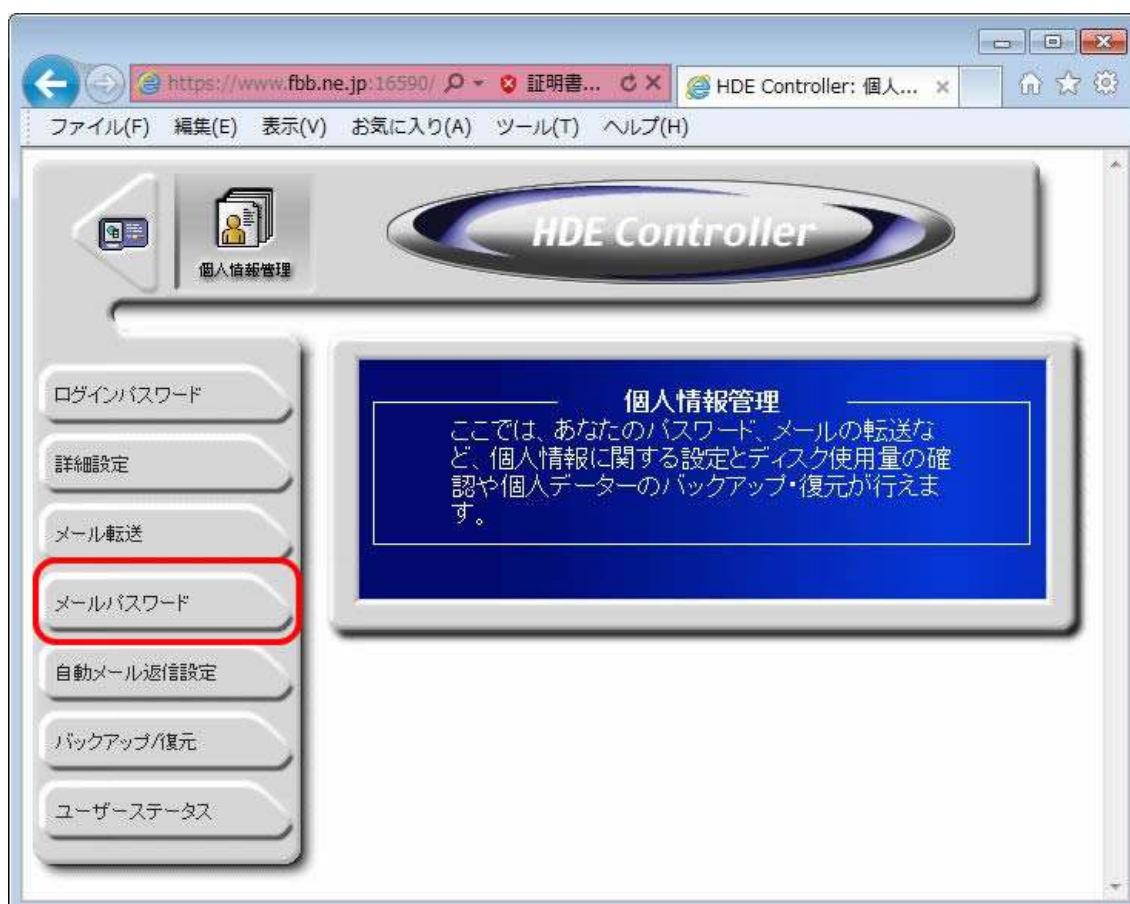 https://www.fbb.ne.jp:16590/
証明書...
HDE Controller: 個人...
ファイル(F) 編集(E) 表示(V) お気に入り(A) ツール(T) ヘルプ(H)
個人情報管理
HDE Controller
ログインパスワード
詳細設定
メール転送
メールパスワード
自動メール返信設定
バックアップ/復元
ユーザーステータス
個人情報管理
ここでは、あなたのパスワード、メールの転送な
ど、個人情報に関する設定とディスク使用量の確
認や個人データーのバックアップ・復元が行えま
す。